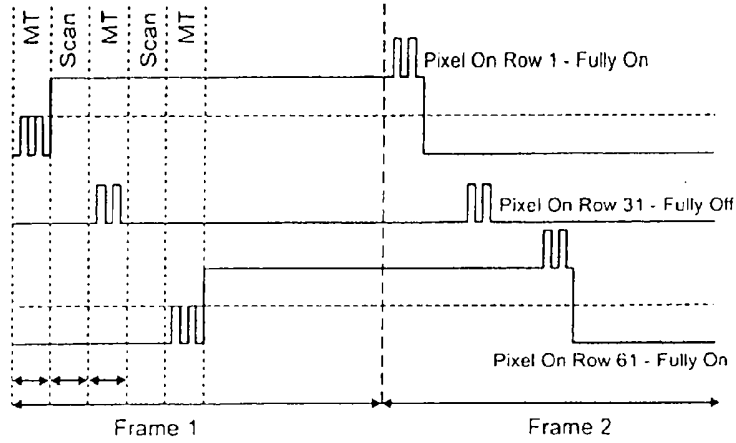 MT
Scan
MT
Scan
MT
Pixel On Row 1 - Fully On
Pixel On Row 31 - Fully Off
Pixel On Row 61 - Fully On
Frame 1
Frame 2